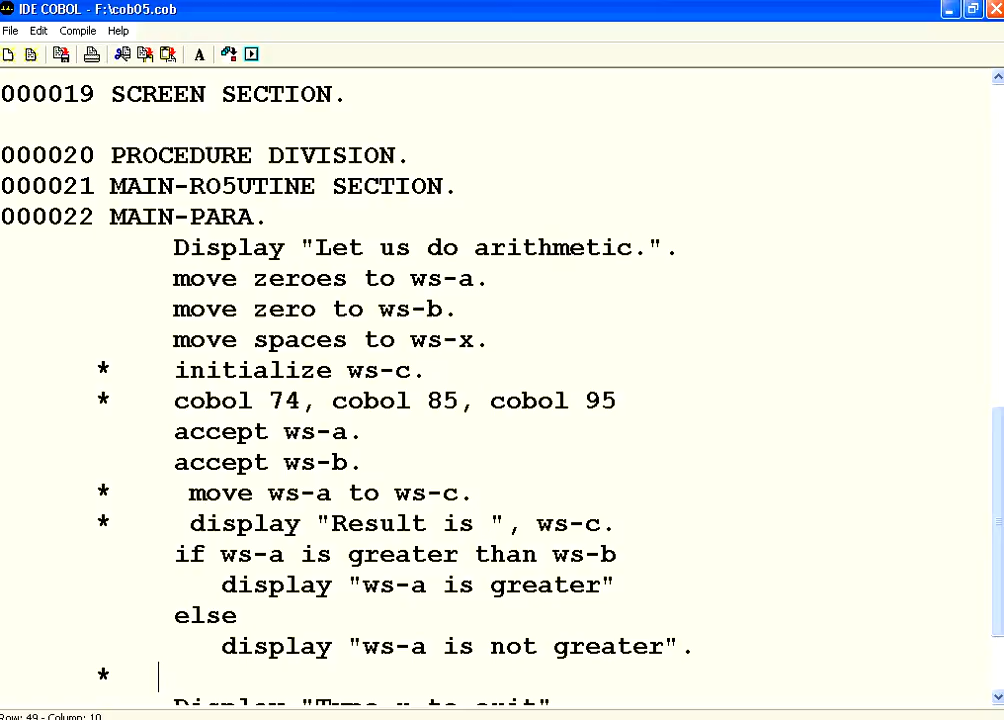 IDE COBOL - F:\cob05.cob
File Edit Compile Help
A
000019 SCREEN SECTION.
000020 PROCEDURE DIVISION.
000021 MAIN-RO5UTINE SECTION.
000022 MAIN-PARA.
Display "Let us do arithmetic.".
move zeroes to ws-a.
move zero to ws-b.
move spaces to ws-x.
* initialize ws-c.
* cobol 74, cobol 85, cobol 95
accept ws-a.
accept ws-b.
* move ws-a to ws-c.
* display "Result is ", ws-c.
if ws-a is greater than ws-b
display "ws-a is greater"
else
display "ws-a is not greater".
*
Display "Type x to quit"
Row: 49 - Column: 10